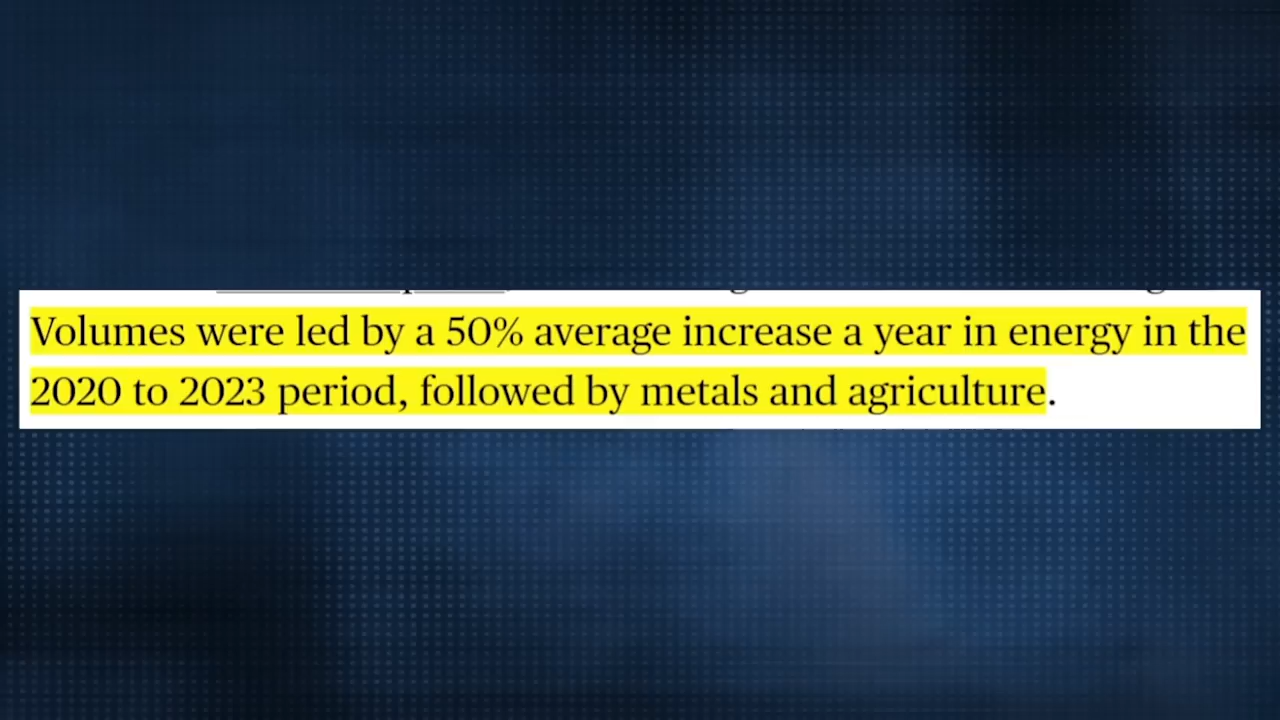 Volumes were led by a 50% average increase a year in energy in the
2020 to 2023 period, followed by metals and agriculture.